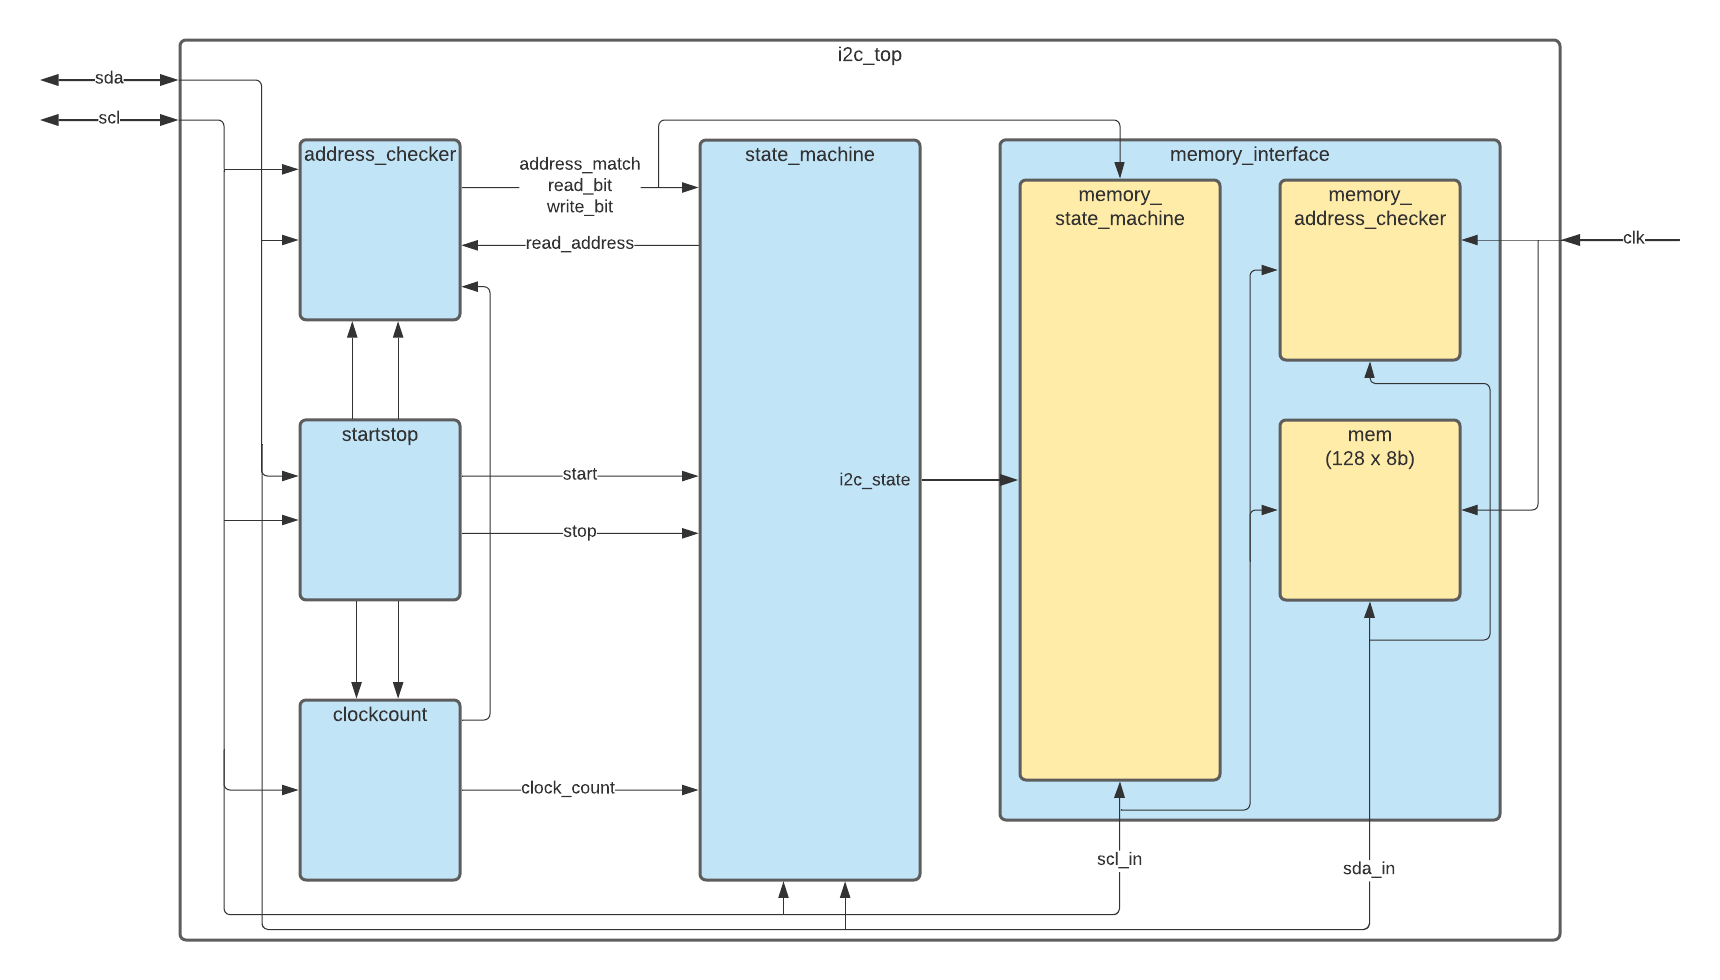 i2c_top
sda
scl
address_checker
address_match
read_bit
write_bit
read_address
state_machine
memory_interface
memory_
state_machine
memory_
address_checker
clk
startstop
start
stop
i2c_state
mem
(128 x 8b)
clockcount
clock_count
scl_in
sda_in